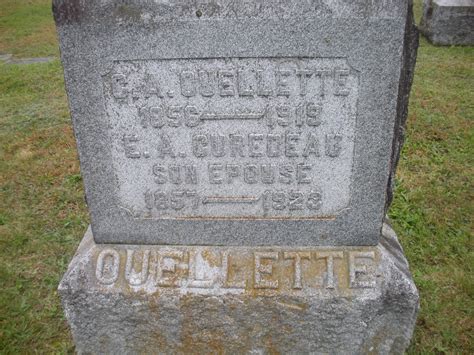 C. A. OUELLETTE
1856 — 1919
E. A. CUREDEAU
SON EPOUSE
1857 — 1923
OUELLETTE